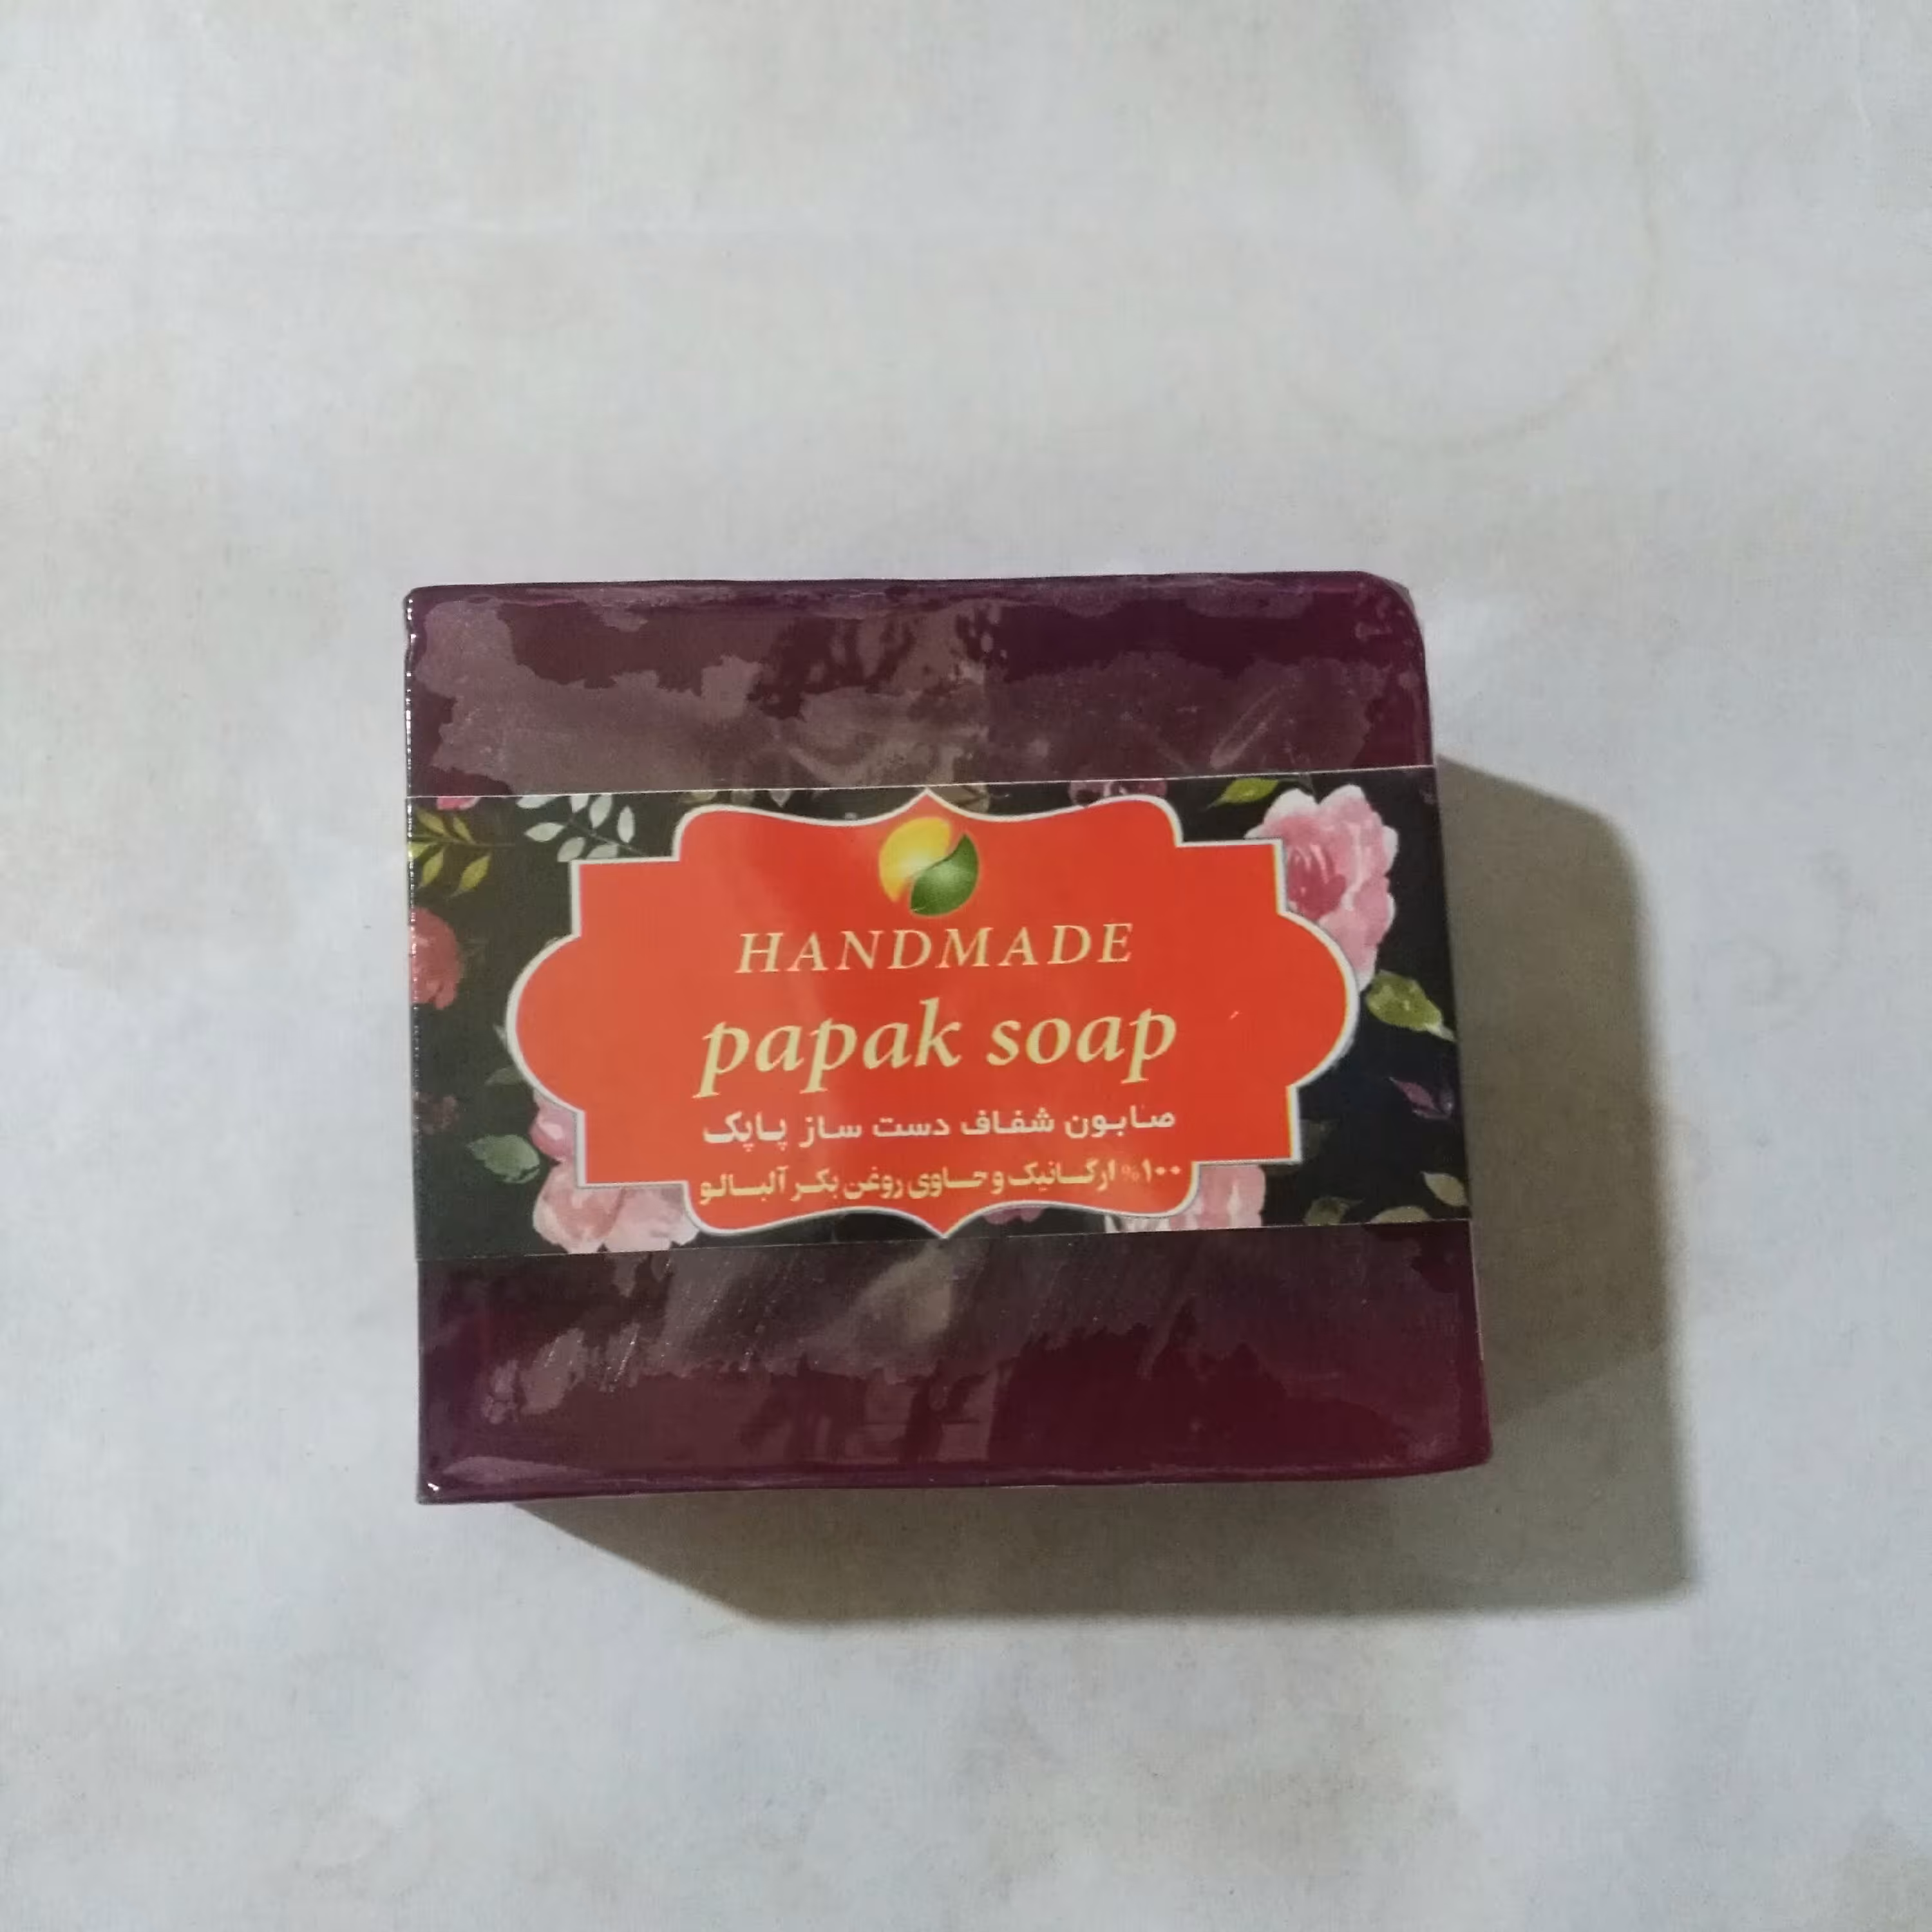 HANDMADE
papak soap
صابون شفاف دست ساز پاپک
۱۰۰% ارگانیک و حاوی روغن بکر آلبالو